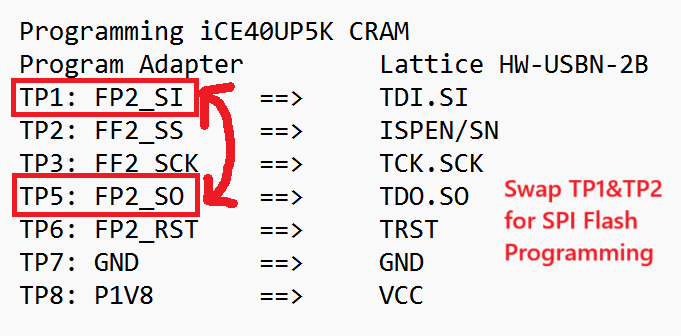 Programming iCE40UP5K CRAM
Program Adapter Lattice HW-USBN-2B
TP1: FP2_SI ==> TDI.SI
TP2: FF2_SS ==> ISPEN/SN
TP3: FF2_SCK ==> TCK.SCK
TP5: FP2_SO ==> TDO.SO
TP6: FP2_RST ==> TRST
TP7: GND ==> GND
TP8: P1V8 ==> VCC
Swap TP1&TP2
for SPI Flash
Programming